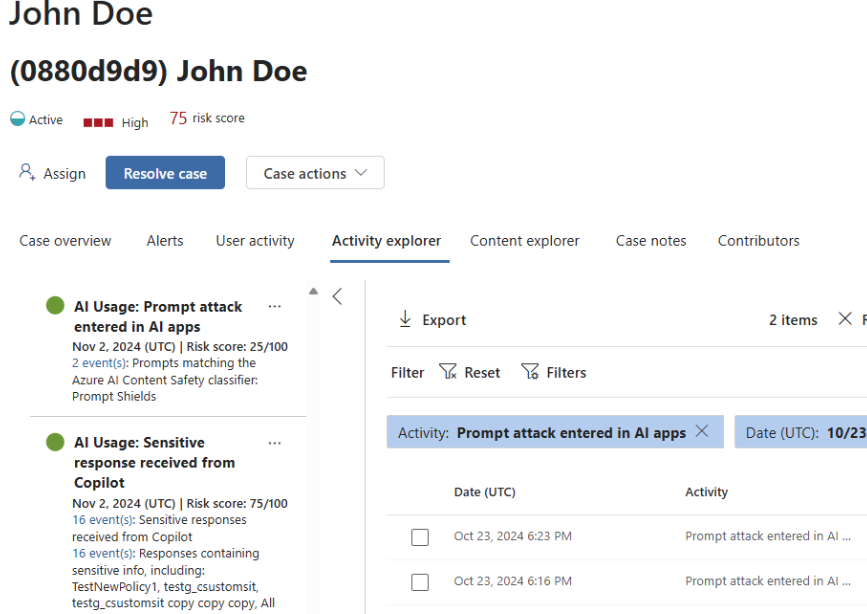 John Doe
(0880d9d9) John Doe
Active High 75 risk score
Assign Resolve case Case actions
Case overview Alerts User activity Activity explorer Content explorer Case notes Contributors
AI Usage: Prompt attack
entered in AI apps
Nov 2, 2024 (UTC) | Risk score: 25/100
2 event(s): Prompts matching the
Azure AI Content Safety classifier:
Prompt Shields
AI Usage: Sensitive
response received from
Copilot
Nov 2, 2024 (UTC) | Risk score: 75/100
16 event(s): Sensitive responses
received from Copilot
16 event(s): Responses containing
sensitive info, including:
TestNewPolicy1, testg_csustomsit,
testg_csustomsit copy copy copy, All
Export 2 items
Filter Reset Filters
Activity: Prompt attack entered in AI apps Date (UTC): 10/23
Date (UTC) Activity
Oct 23, 2024 6:23 PM Prompt attack entered in AI ...
Oct 23, 2024 6:16 PM Prompt attack entered in AI ...